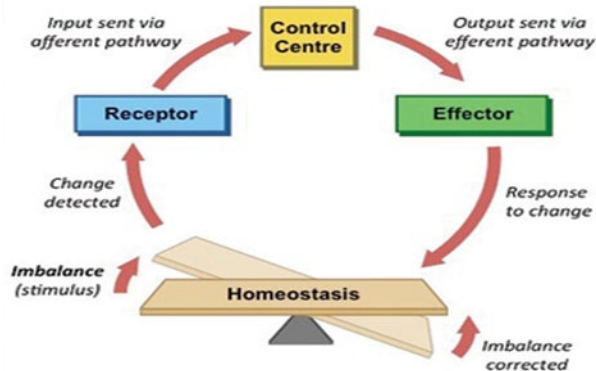 Input sent via
afferent pathway
Control
Centre
Output sent via
efferent pathway
Receptor
Effector
Change
detected
Response
to change
Imbalance
(stimulus)
Homeostasis
Imbalance
corrected